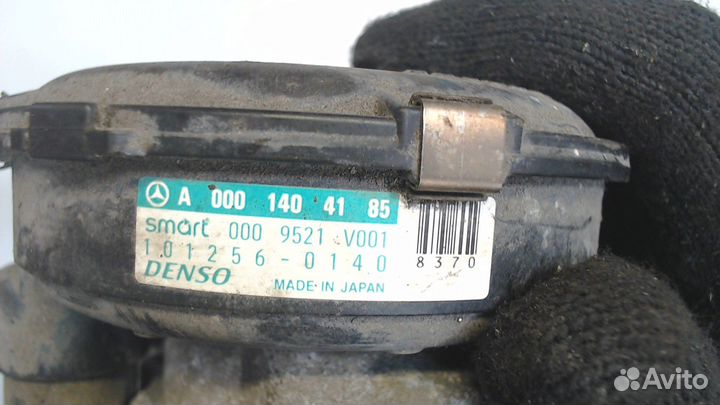 A 000 140 41 85
smart 000 9521 V001
101256-0140
DENSO
MADE IN JAPAN
8370
Avito